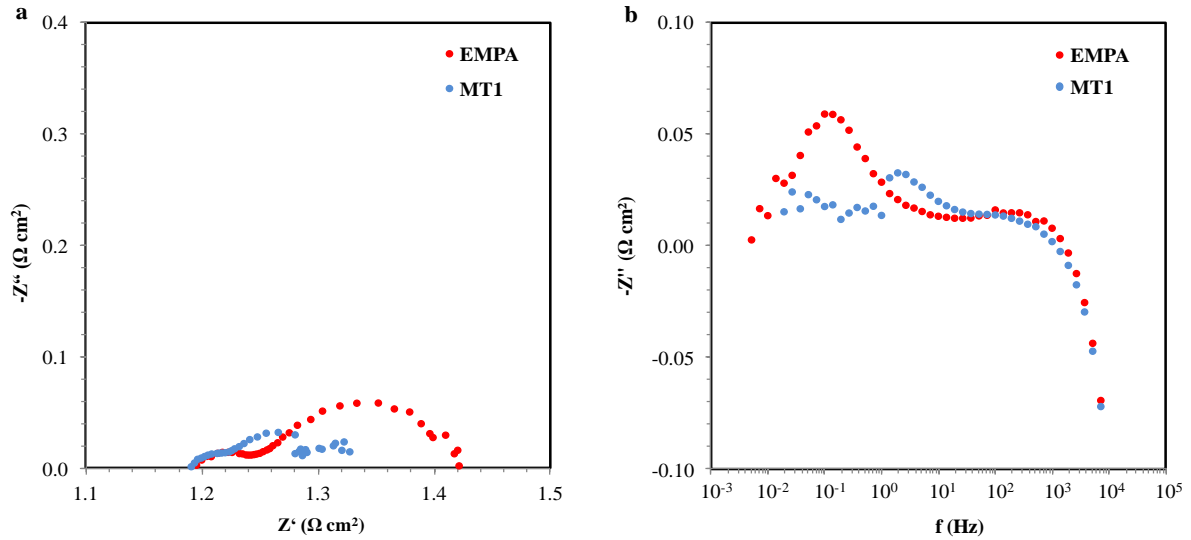 a
0.4
0.3
0.2
0.1
0.0
1.1 1.2 1.3 1.4 1.5
-Z“ (Ω cm²)
Z‘ (Ω cm²)
EMPA
MT1
b
0.10
0.05
0.00
-0.05
-0.10
10⁻³ 10⁻² 10⁻¹ 10⁰ 10¹ 10² 10³ 10⁴ 10⁵
-Z" (Ω cm²)
f (Hz)
EMPA
MT1